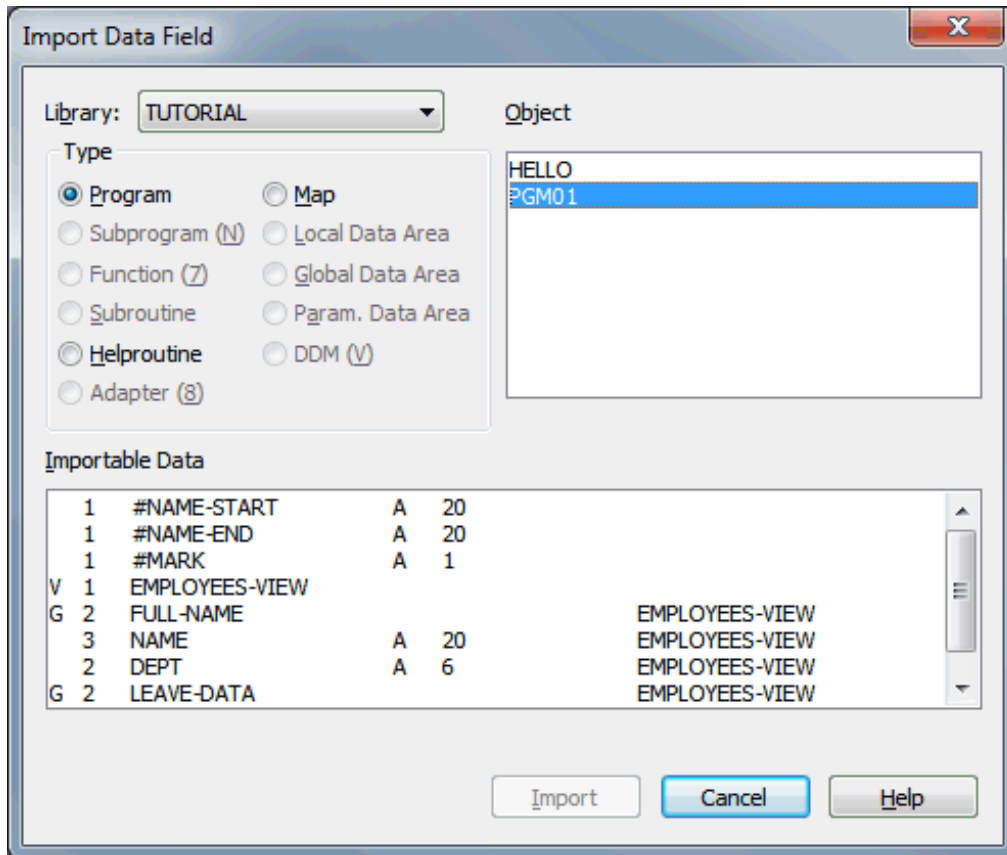 Import Data Field
Library: TUTORIAL
Object
Type
Program
Map
Subprogram (N)
Local Data Area
Function (7)
Global Data Area
Subroutine
Param. Data Area
Helproutine
DDM (V)
Adapter (8)
HELLO
PGM01
Importable Data
1 #NAME-START A 20
1 #NAME-END A 20
1 #MARK A 1
V 1 EMPLOYEES-VIEW
G 2 FULL-NAME EMPLOYEES-VIEW
3 NAME A 20 EMPLOYEES-VIEW
2 DEPT A 6 EMPLOYEES-VIEW
G 2 LEAVE-DATA EMPLOYEES-VIEW
Import
Cancel
Help